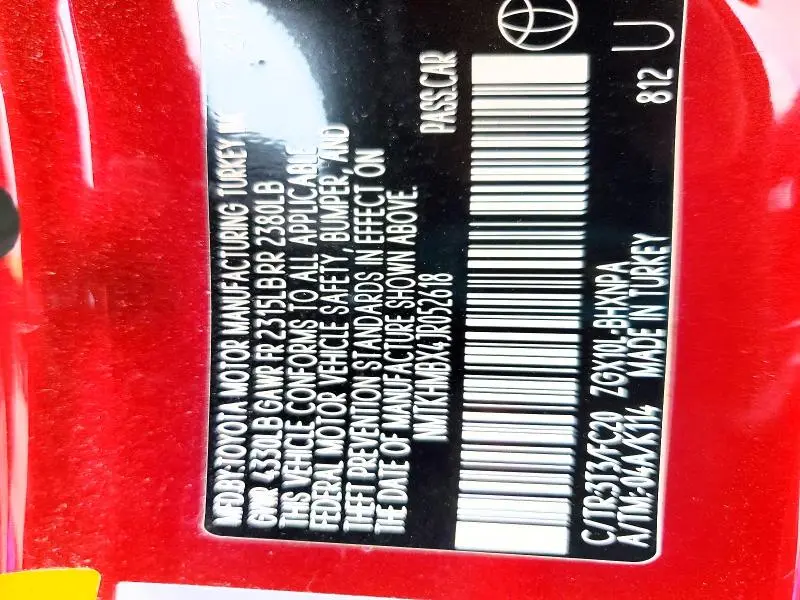 MFD.BY:TOYOTA MOTOR MANUFACTURING TURKEY
GVWR 4330LB GAWR FR 2315LB RR 2380LB
THIS VEHICLE CONFORMS TO ALL APPLICABLE
FEDERAL MOTOR VEHICLE SAFETY, BUMPER, AND
THEFT PREVENTION STANDARDS IN EFFECT ON
THE DATE OF MANUFACTURE SHOWN ABOVE.
NMTKHMBX4JR052618 PASS.CAR
C/TR:3T3/FC20 ZGX10L-BHXNPA
A/TM:-04A/K114 MADE IN TURKEY 812 U